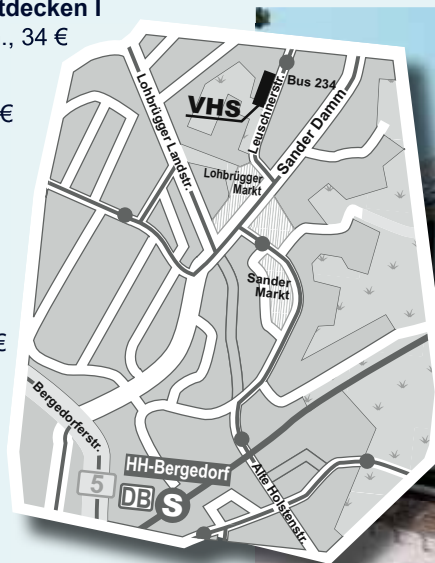 tdecken I
., 34 €
€
€
Bus 234
VHS
Leuschnerstr.
Sander Damm
Lohbrügger Landstr.
Lohbrügger
Markt
Sander
Markt
Bergedorferstr.
HH-Bergedorf
5
DB
S
Alte Holstenstr.